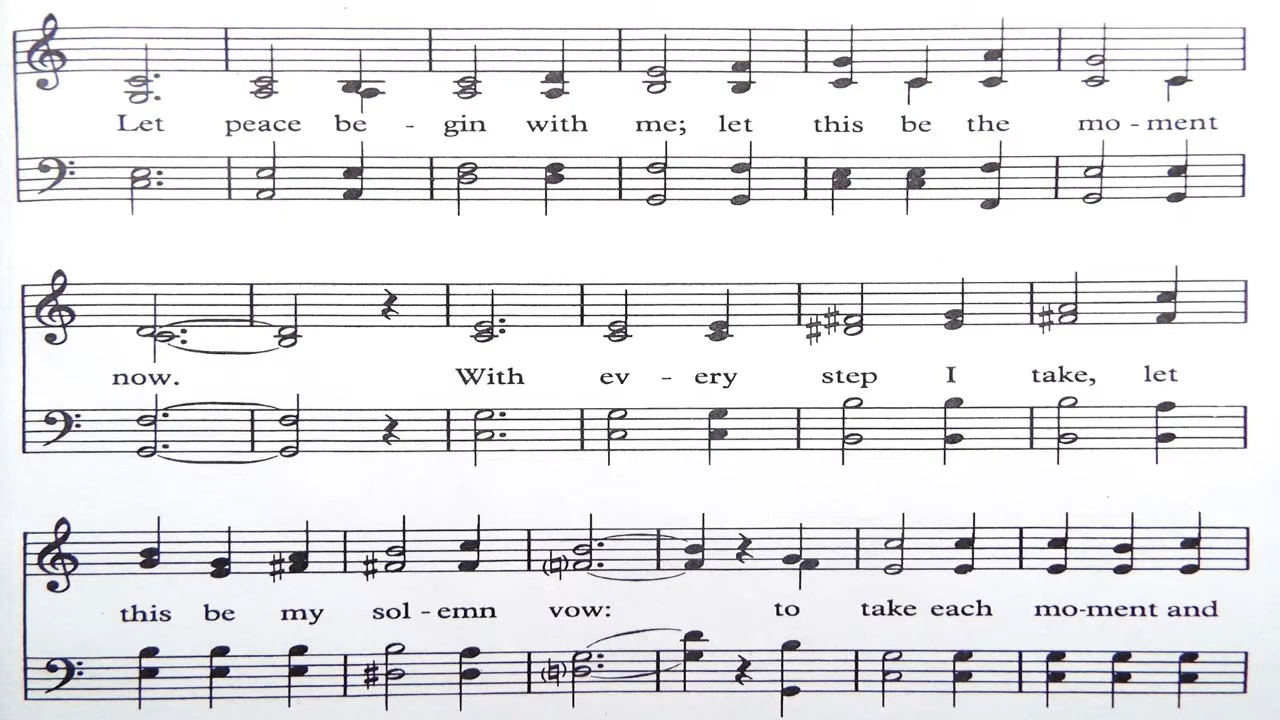 Let peace be - gin with me; let this be the mo - ment
now. With ev - ery step I take, let
this be my sol - emn vow: to take each mo-ment and